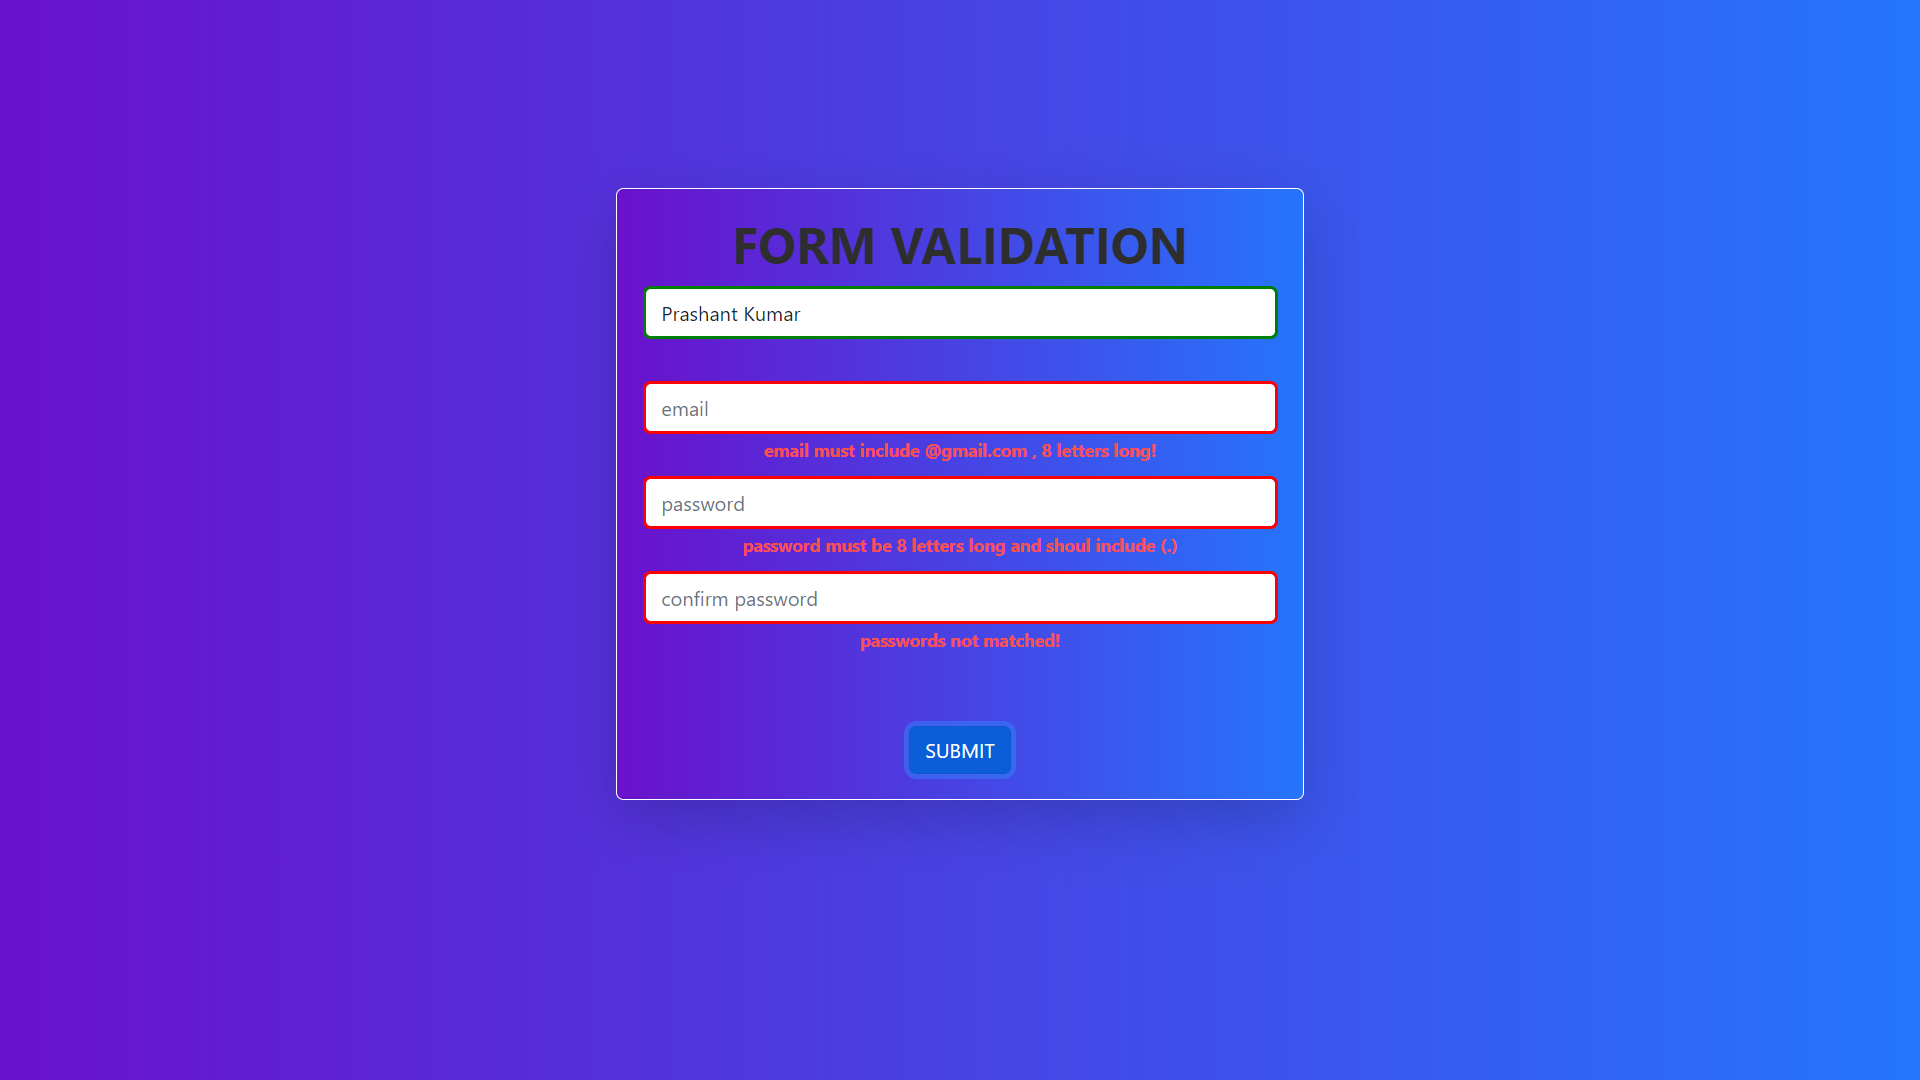 FORM VALIDATION
Prashant Kumar
email
email must include @gmail.com , 8 letters long!
password
password must be 8 letters long and shoul include (.)
confirm password
passwords not matched!
SUBMIT